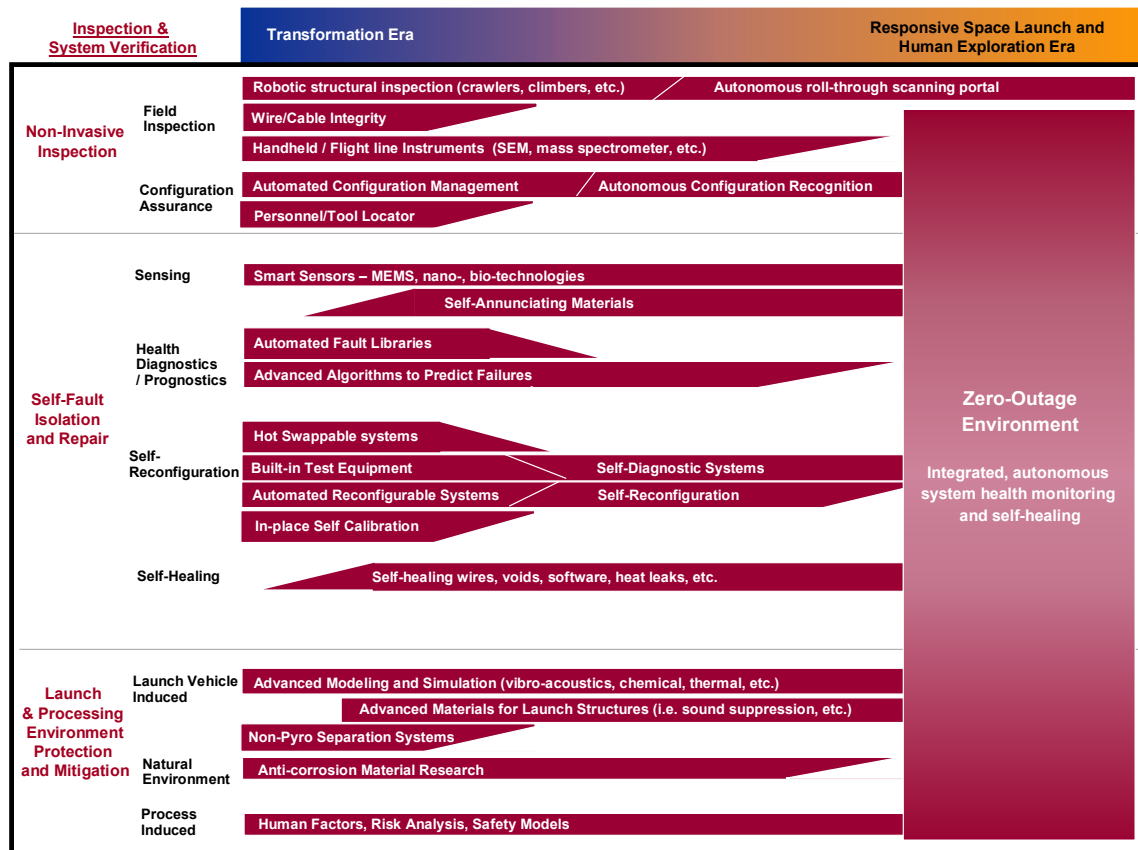 Inspection &
System Verification
Transformation Era
Responsive Space Launch and
Human Exploration Era
Non-Invasive
Inspection
Field
Inspection
Robotic structural inspection (crawlers, climbers, etc.)
Autonomous roll-through scanning portal
Wire/Cable Integrity
Handheld / Flight line Instruments (SEM, mass spectrometer, etc.)
Configuration
Assurance
Automated Configuration Management
Autonomous Configuration Recognition
Personnel/Tool Locator
Self-Fault
Isolation
and Repair
Sensing
Smart Sensors – MEMS, nano-, bio-technologies
Self-Annunciating Materials
Health
Diagnostics
/ Prognostics
Automated Fault Libraries
Advanced Algorithms to Predict Failures
Self-
Reconfiguration
Hot Swappable systems
Built-in Test Equipment
Self-Diagnostic Systems
Automated Reconfigurable Systems
Self-Reconfiguration
In-place Self Calibration
Self-Healing
Self-healing wires, voids, software, heat leaks, etc.
Zero-Outage
Environment
Integrated, autonomous
system health monitoring
and self-healing
Launch
& Processing
Environment
Protection
and Mitigation
Launch Vehicle
Induced
Advanced Modeling and Simulation (vibro-acoustics, chemical, thermal, etc.)
Advanced Materials for Launch Structures (i.e. sound suppression, etc.)
Non-Pyro Separation Systems
Natural
Environment
Anti-corrosion Material Research
Process
Induced
Human Factors, Risk Analysis, Safety Models